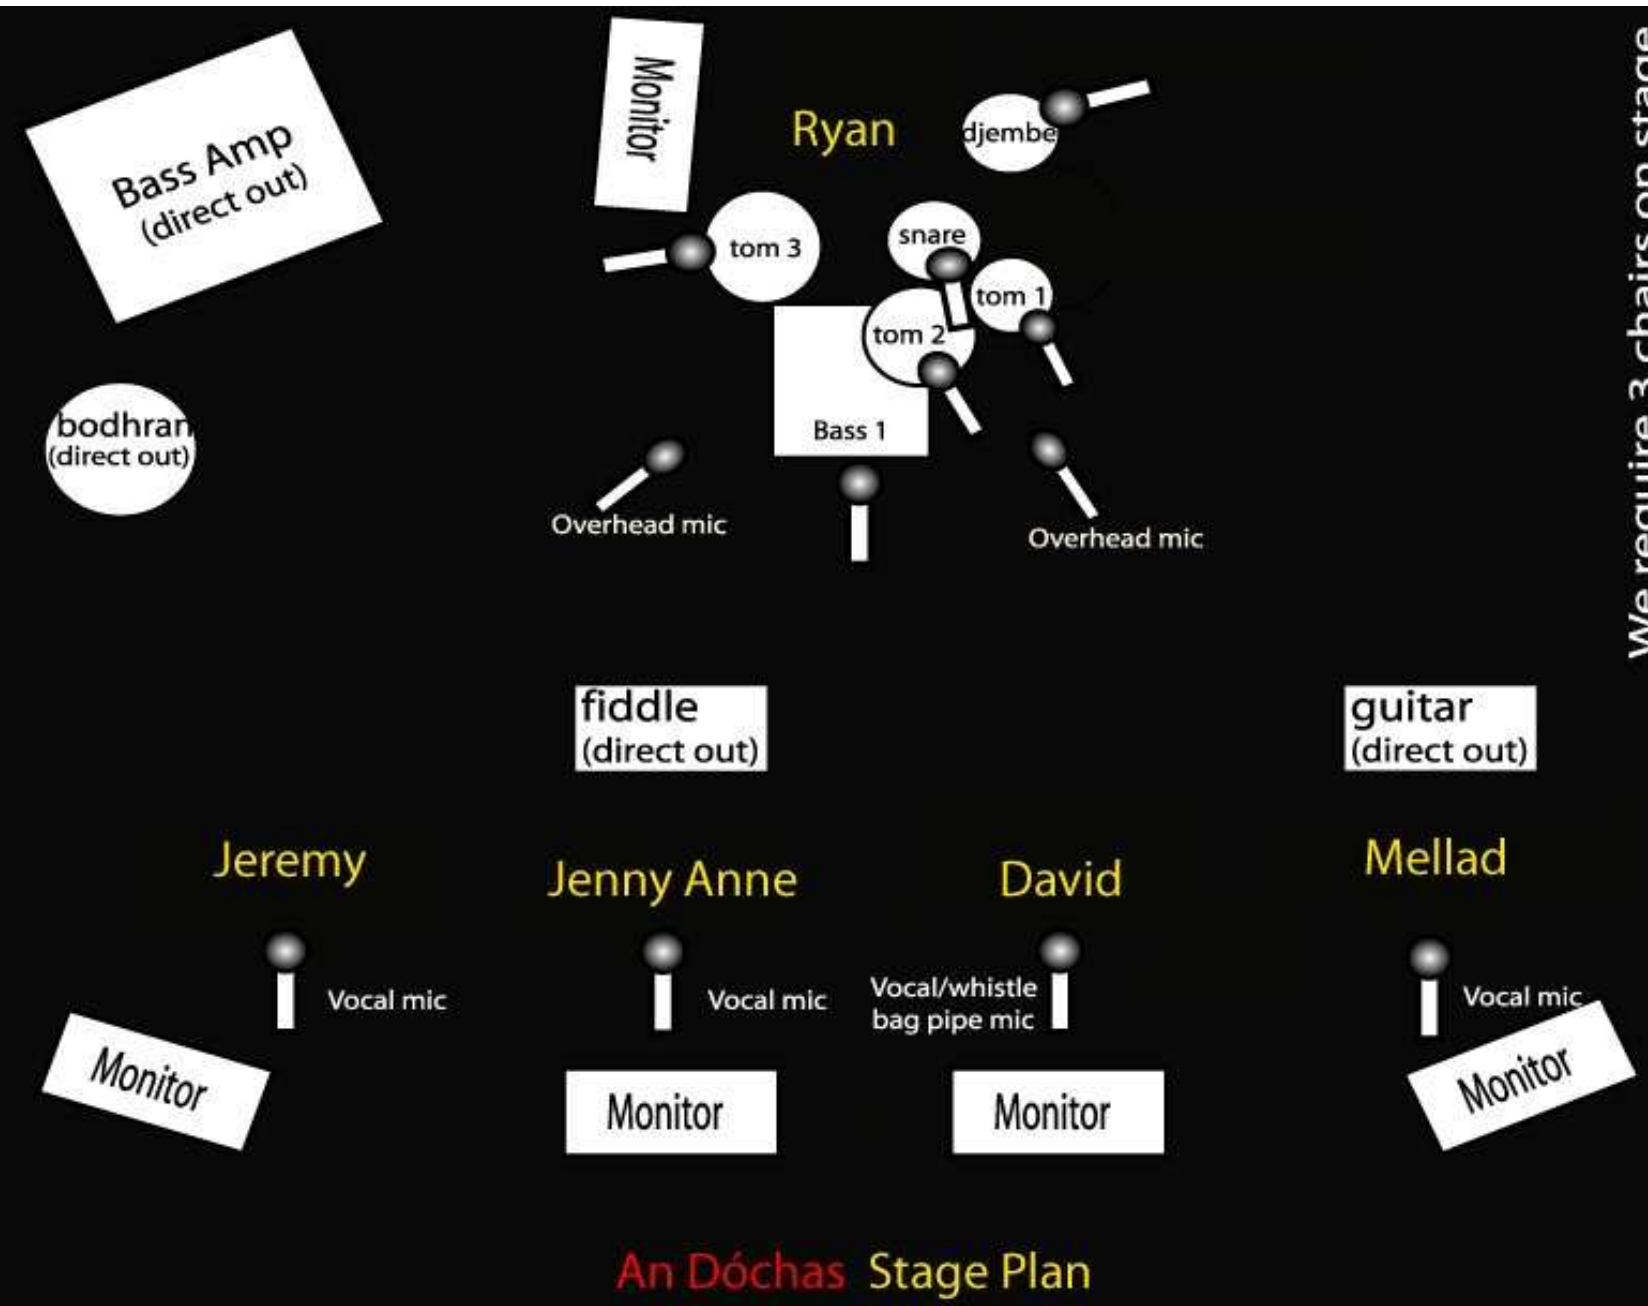 Monitor
Ryan
djembe
Bass Amp
(direct out)
tom 3
snare
tom 1
tom 2
Bass 1
bodhran
(direct out)
Overhead mic
Overhead mic
We require 3 chairs on stage
fiddle
(direct out)
guitar
(direct out)
Jeremy
Jenny Anne
David
Mellad
Vocal mic
Vocal mic
Vocal/whistle
bag pipe mic
Vocal mic
Monitor
Monitor
Monitor
Monitor
An Dóchas Stage Plan